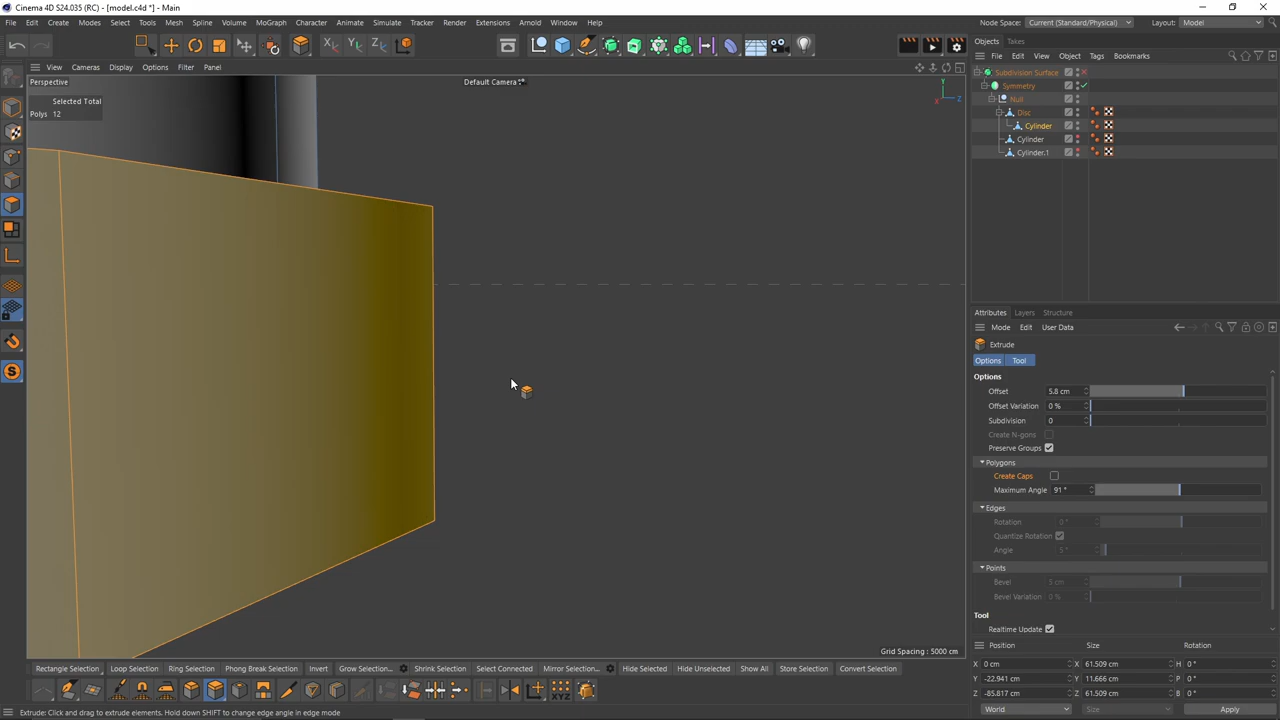 Cinema 4D S24.035 (RC) - [model.c4d *] - Main
File Edit Create Modes Select Tools Mesh Spline Volume MoGraph Character Animate Simulate Tracker Render Extensions Arnold Window Help
Node Space: Current (Standard/Physical) Layout: Model
View Cameras Display Options Filter Panel
Perspective
Default Camera
Selected Total
Polys 12
Y
X
Z
Grid Spacing : 5000 cm
Objects Takes
File Edit View Object Tags Bookmarks
Subdivision Surface
Symmetry
Null
Disc
Cylinder
Cylinder
Cylinder.1
Attributes Layers Structure
Mode Edit User Data
Extrude
Options Tool
Options
Offset 5.8 cm
Offset Variation 0 %
Subdivision 0
Create N-gons
Preserve Groups
Polygons
Create Caps
Maximum Angle 91 °
Edges
Rotation 0 °
Quantize Rotation
Angle 5 °
Points
Bevel 5 cm
Bevel Variation 0 %
Tool
Realtime Update
Position Size Rotation
X 0 cm X 61.509 cm H 0 °
Y -22.941 cm Y 11.666 cm P 0 °
Z -85.817 cm Z 61.509 cm B 0 °
World Size Apply
Rectangle Selection Loop Selection Ring Selection Phong Break Selection Invert Grow Selection... Shrink Selection Select Connected Mirror Selection... Hide Selected Hide Unselected Show All Store Selection Convert Selection
XYZ
Extrude: Click and drag to extrude elements. Hold down SHIFT to change edge angle in edge mode